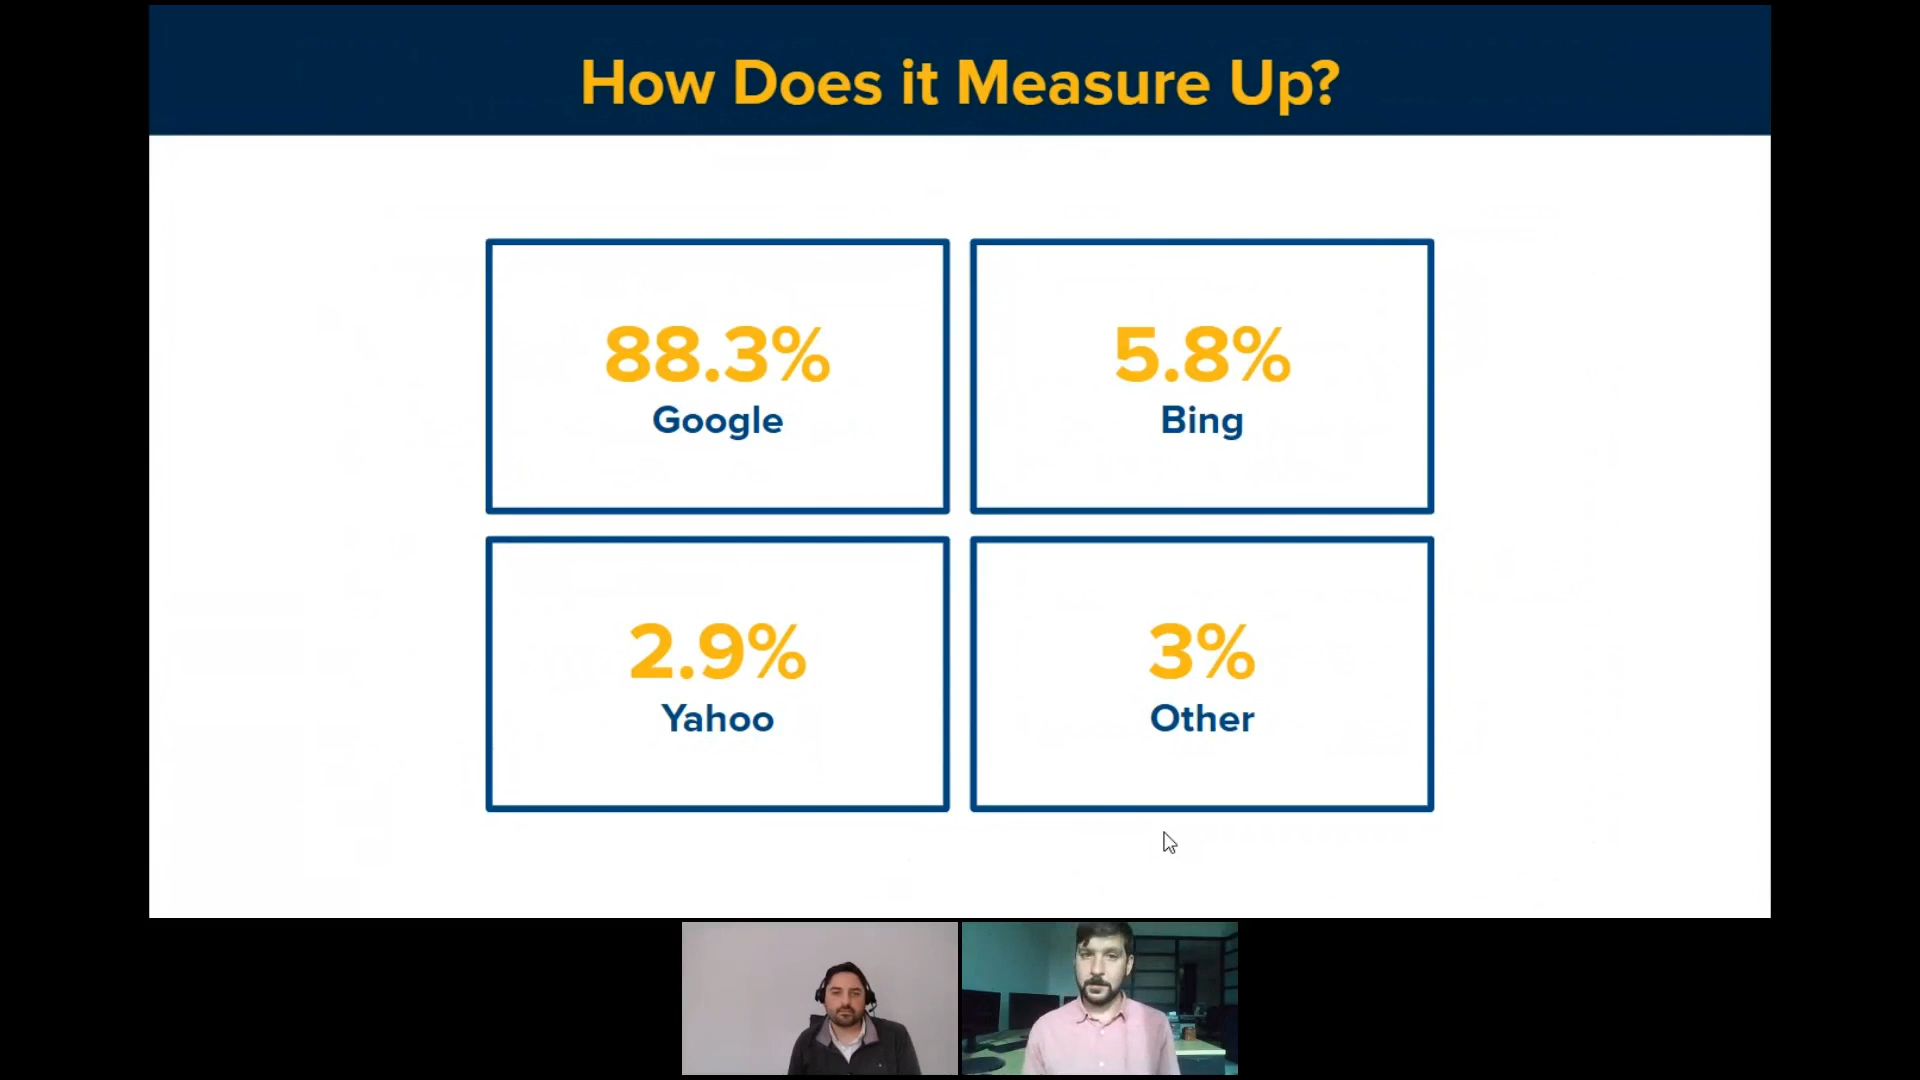 How Does it Measure Up?
88.3%
Google
5.8%
Bing
2.9%
Yahoo
3%
Other